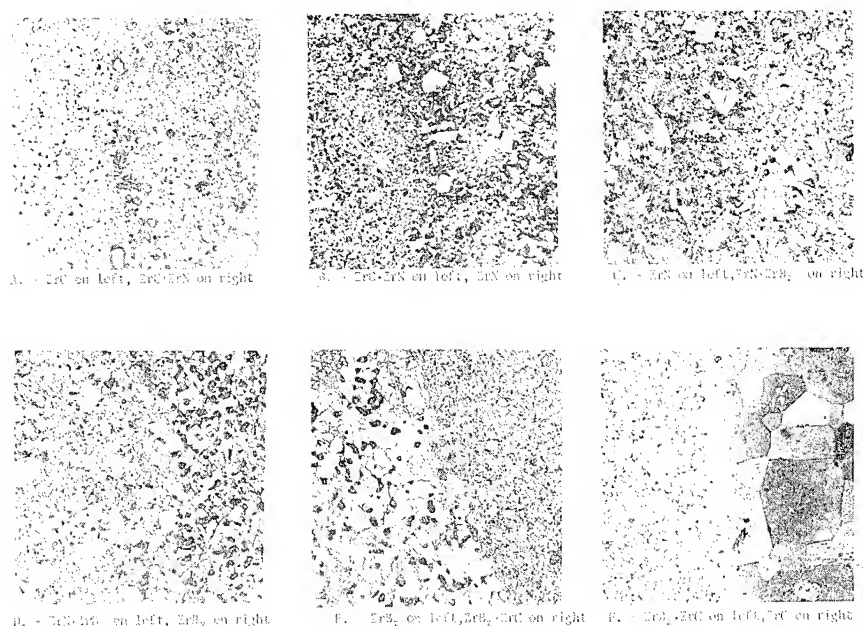 A. - ZrC on left, ZrC-ZrN on right
B. - ZrC-ZrN on left, ZrN on right
C. - ZrN on left, ZrN-ZrB₂ on right
D. - ZrN-ZrB₂ on left, ZrB₂ on right
E. ZrB₂ on left, ZrB₂-ZrC on right
F. - ZrB₂-ZrC on left, ZrC on right